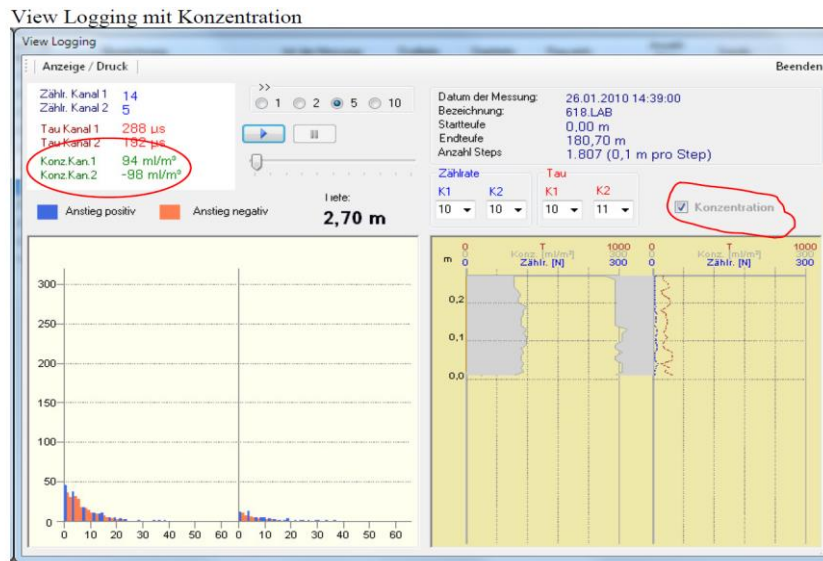 View Logging mit Konzentration
View Logging
Anzeige / Druck
Beenden
Zählr. Kanal 1 14
Zählr. Kanal 2 5
Tau Kanal 1 288 µs
Tau Kanal 2 192 µs
Konz.Kan.1 94 ml/m³
Konz.Kan.2 -98 ml/m³
>>
1 2 5 10
Anstieg positiv
Anstieg negativ
Tiefe:
2,70 m
Datum der Messung: 26.01.2010 14:39:00
Bezeichnung: 618.LAB
Startteufe 0,00 m
Endteufe 180,70 m
Anzahl Steps 1.807 (0,1 m pro Step)
Zählrate Tau
K1 K2 K1 K2
10 10 10 11
Konzentration
300
250
200
150
100
50
0
0 10 20 30 40 50 60 0 10 20 30 40 50 60
0 T 1000 0 1000
Konz. [ml/m³] 300 Konz. [ml/m³] 300
m 0 Zählr. [N] 300 0 Zählr. [N] 300
0,2
0,1
0,0